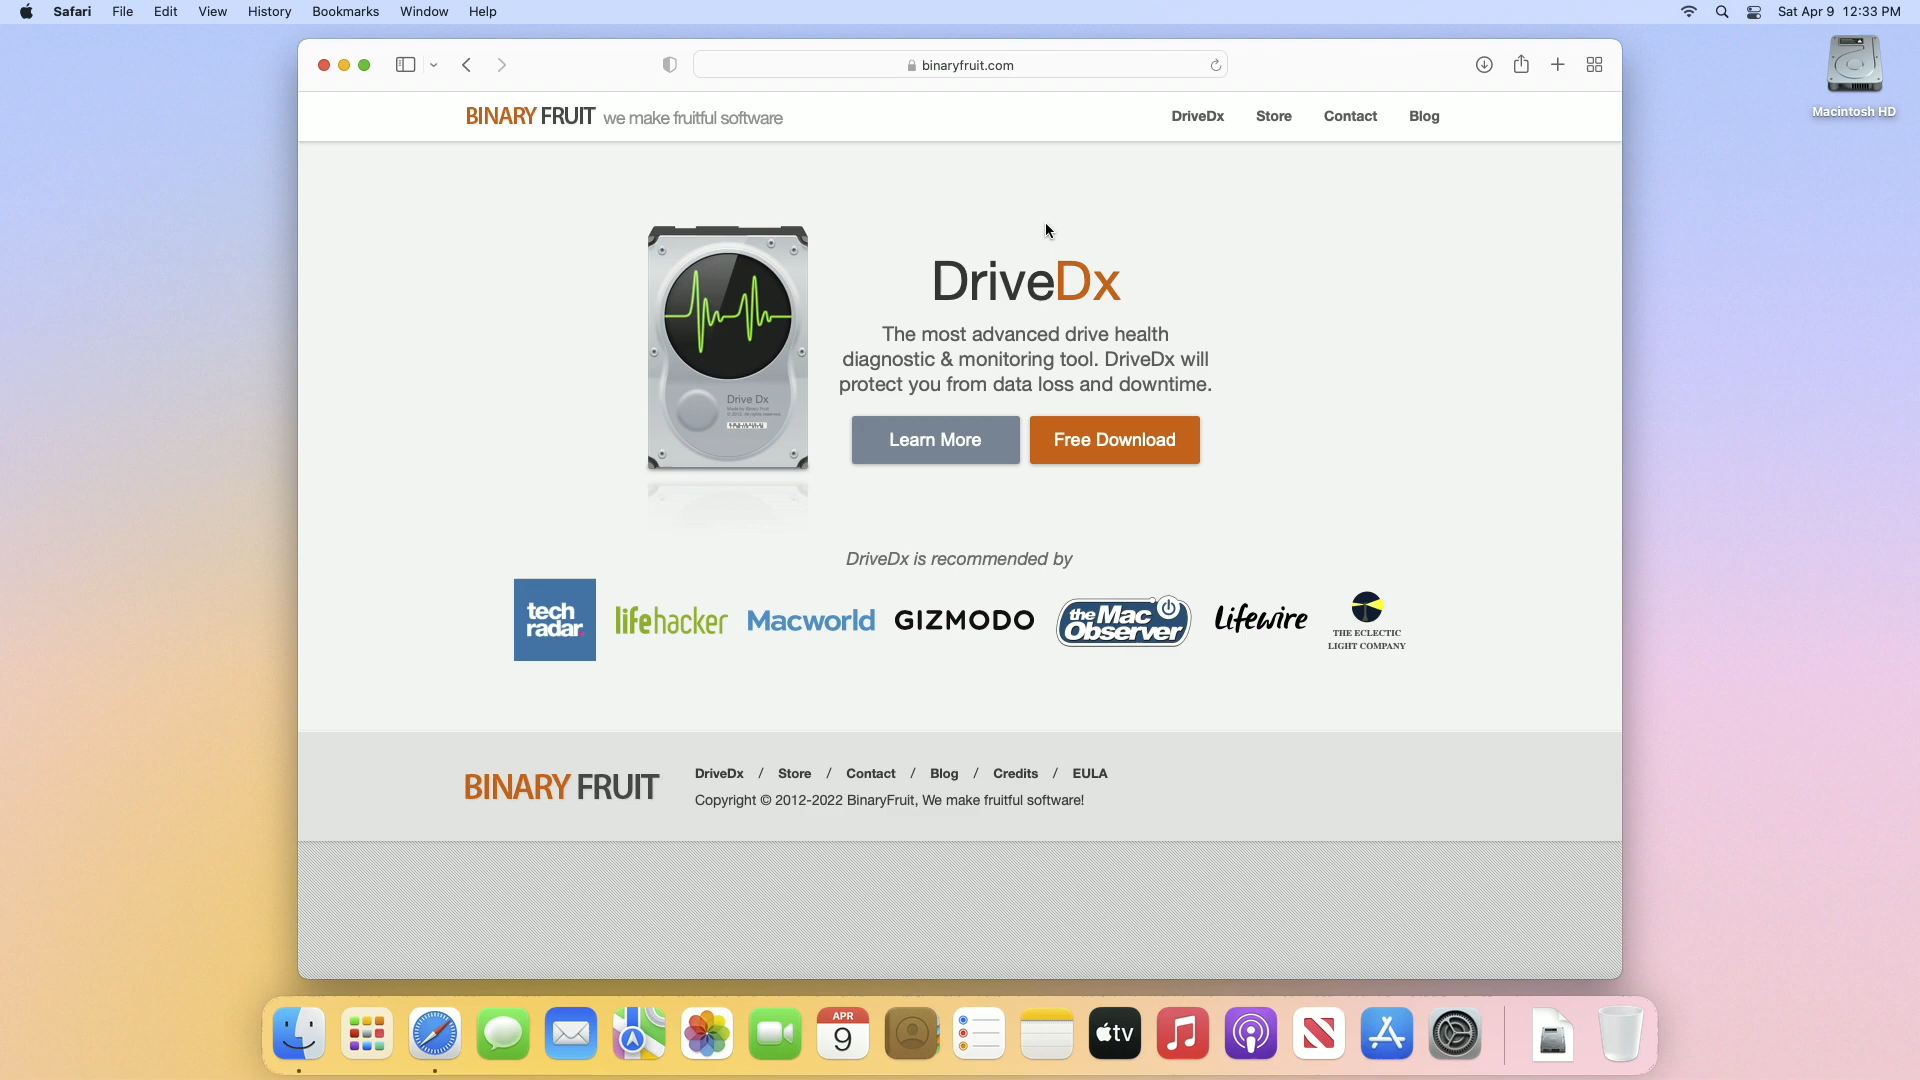 Safari File Edit View History Bookmarks Window Help
Sat Apr 9 12:33 PM
Macintosh HD
binaryfruit.com
BINARY FRUIT we make fruitful software
DriveDx Store Contact Blog
DriveDx
The most advanced drive health
diagnostic & monitoring tool. DriveDx will
protect you from data loss and downtime.
Learn More Free Download
Drive Dx
DriveDx is recommended by
tech
radar.
lifehacker
Macworld
GIZMODO
the Mac
Observer
Lifewire
THE ECLECTIC
LIGHT COMPANY
BINARY FRUIT
DriveDx / Store / Contact / Blog / Credits / EULA
Copyright © 2012-2022 BinaryFruit, We make fruitful software!
APR
9
tv